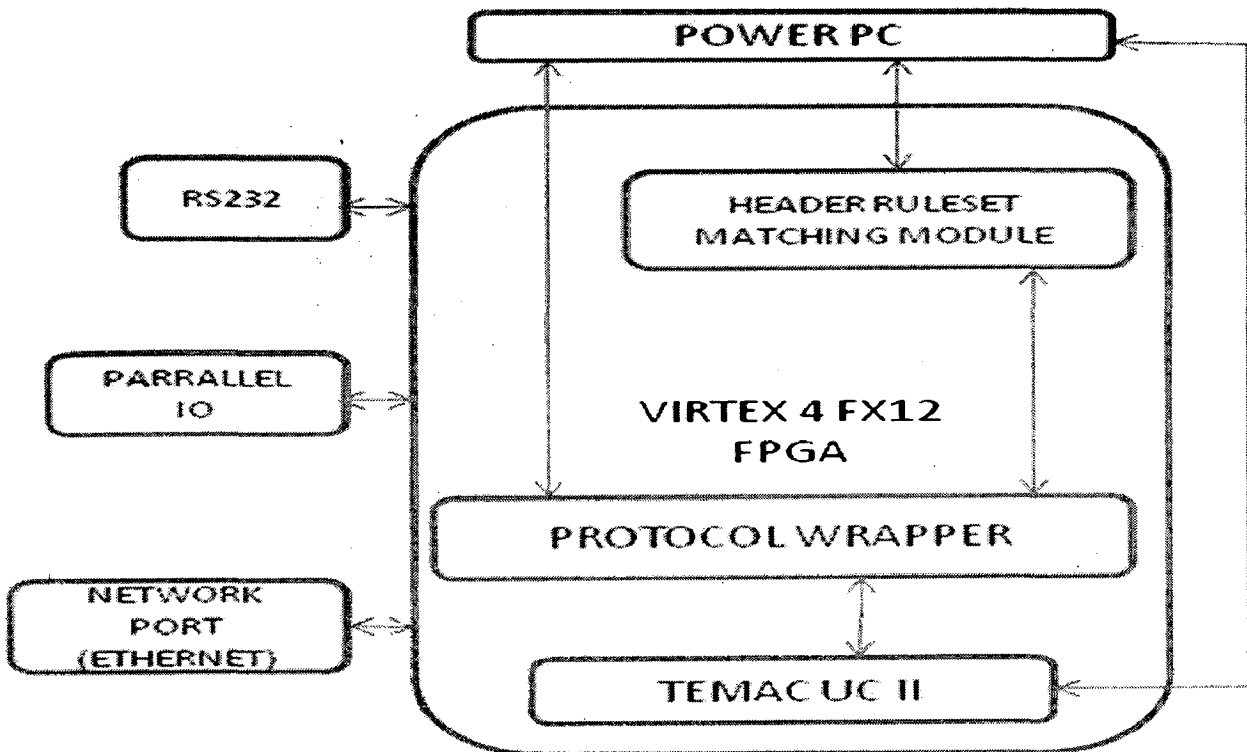 POWER PC
RS232
HEADER RULESET
MATCHING MODULE
PARRALLEL
IO
VIRTEX 4 FX12
FPGA
PROTOCOL WRAPPER
NETWORK
PORT
(ETHERNET)
TEMAC UC II